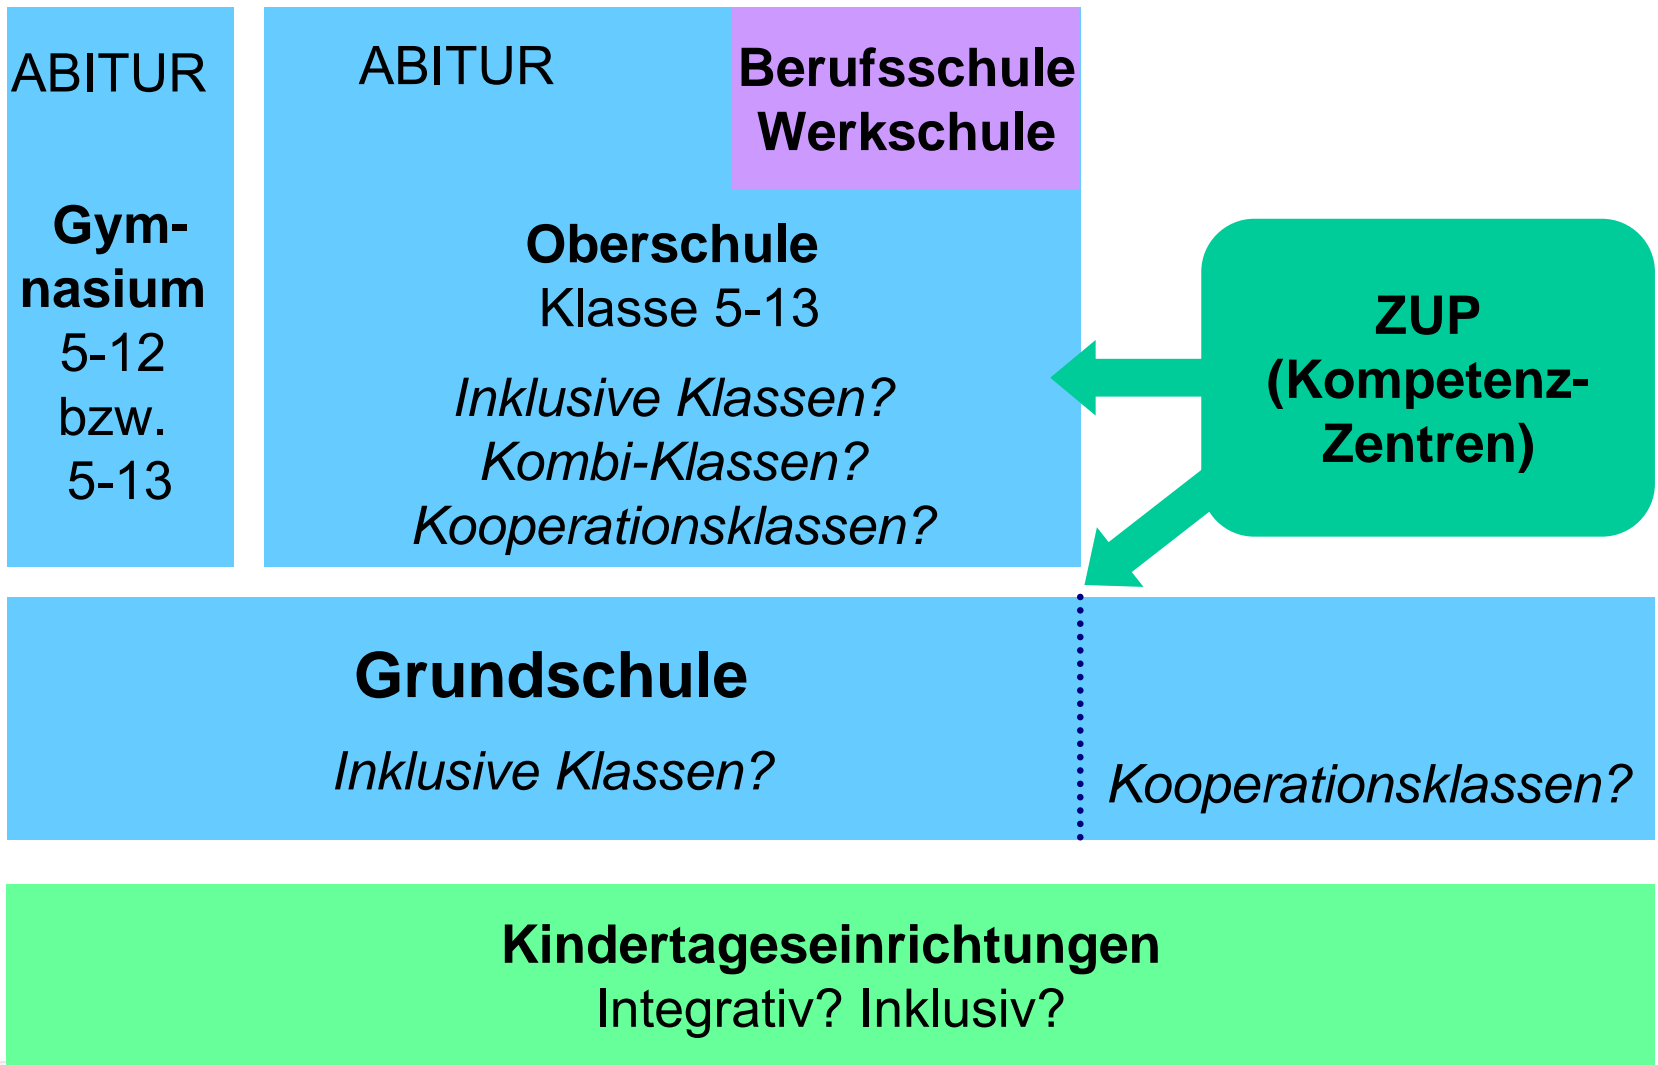 ABITUR
Gym-
nasium
5-12
bzw.
5-13
ABITUR
Berufsschule
Werkschule
Oberschule
Klasse 5-13
Inklusive Klassen?
Kombi-Klassen?
Kooperationsklassen?
ZUP
(Kompetenz-
Zentren)
Grundschule
Inklusive Klassen?
Kooperationsklassen?
Kindertageseinrichtungen
Integrativ? Inklusiv?